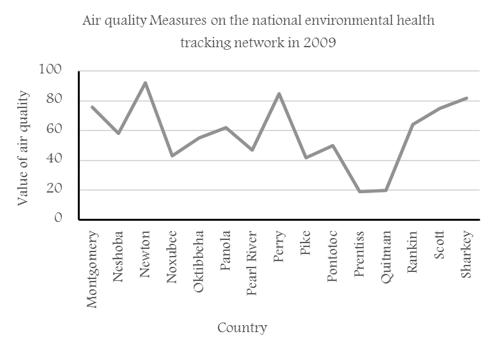 Air quality Measures on the national environmental health
tracking network in 2009
Value of air quality
100
80
60
40
20
0
Montgomery
Neshoba
Newton
Noxubee
Oktibbeha
Panola
Pearl River
Perry
Pike
Pontotoc
Prentiss
Quitman
Rankin
Scott
Sharkey
Country